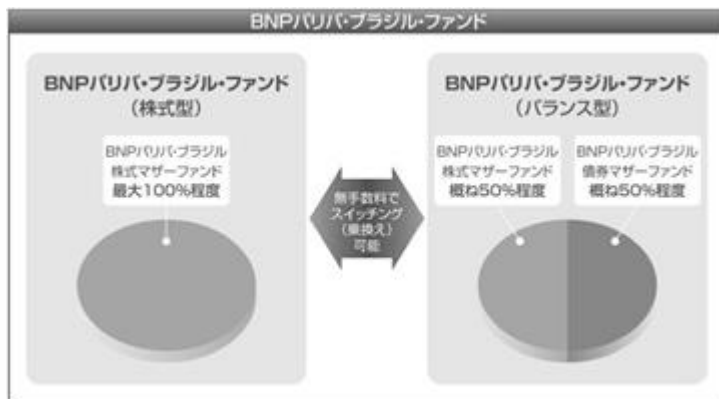 BNPパリバ・ブラジル・ファンド
BNPパリバ・ブラジル・ファンド
（株式型）
BNPパリバ・ブラジル
株式マザーファンド
最大100%程度
無手数料で
スイッチング
（乗換え）
可能
BNPパリバ・ブラジル・ファンド
（バランス型）
BNPパリバ・ブラジル
株式マザーファンド
概ね50%程度
BNPパリバ・ブラジル
債券マザーファンド
概ね50%程度